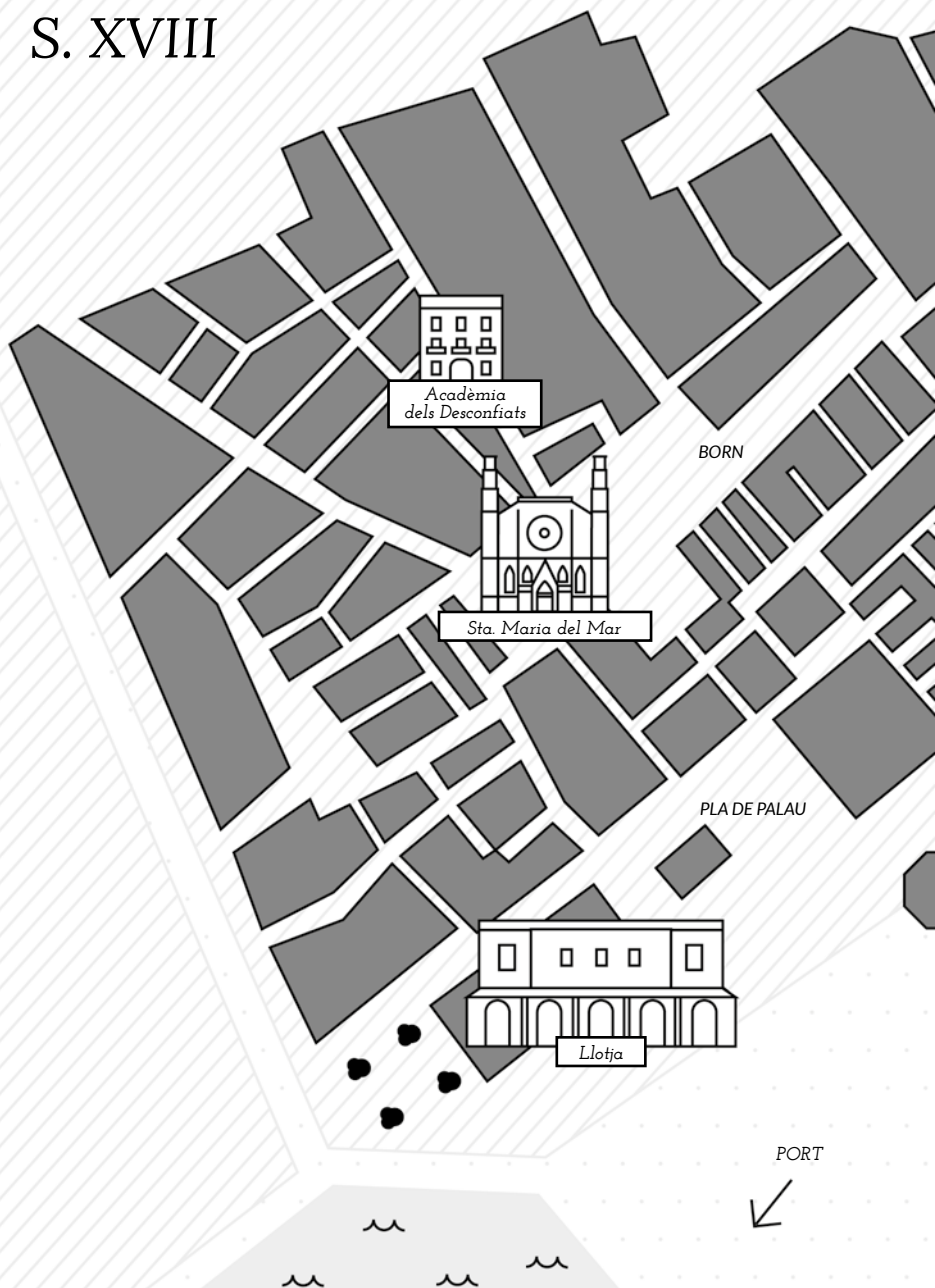 S. XVIII
Acadèmia
dels Desconfiats
BORN
Sta. Maria del Mar
PLA DE PALAU
Llotja
PORT